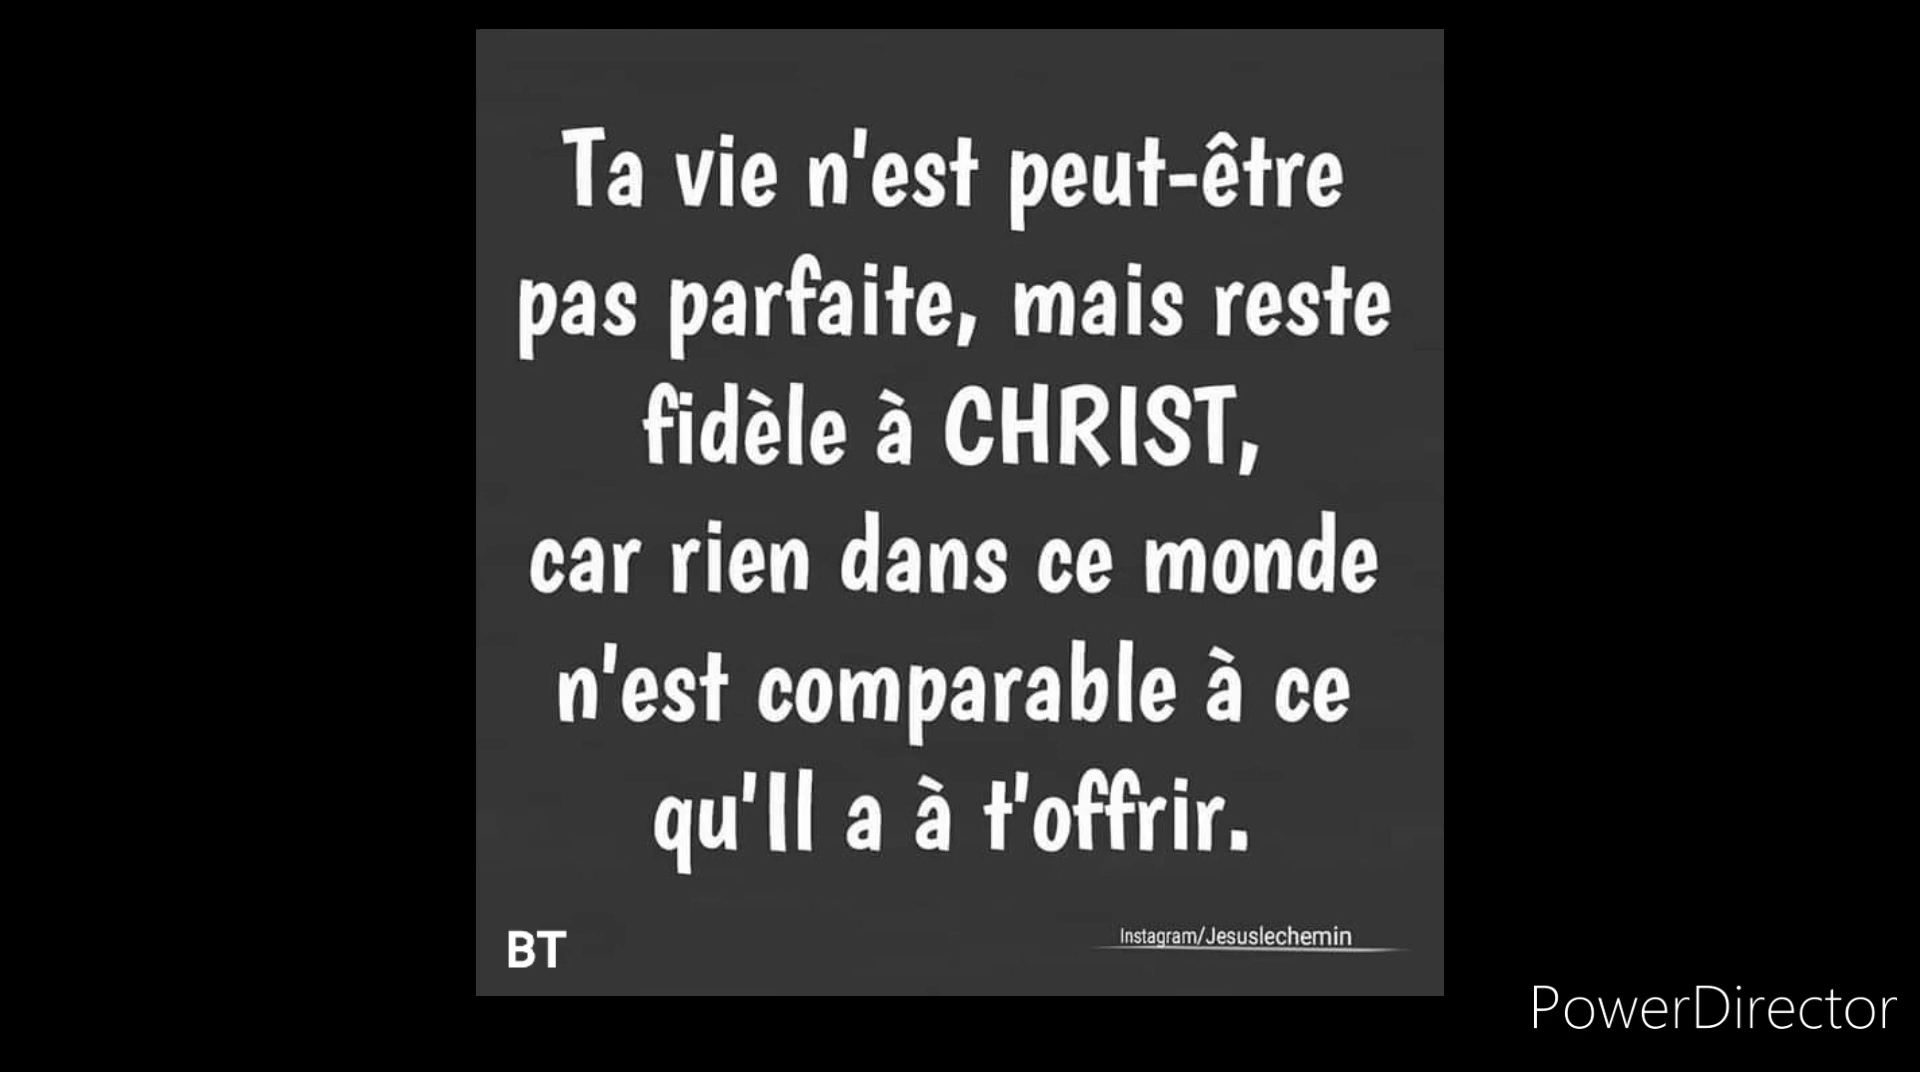 Ta vie n'est peut-être
pas parfaite, mais reste
fidèle à CHRIST,
car rien dans ce monde
n'est comparable à ce
qu'Il a à t'offrir.
BT
Instagram/Jesuslechemin
PowerDirector